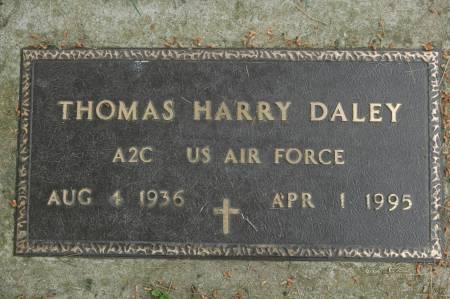 THOMAS HARRY DALEY
A2C US AIR FORCE
AUG 4 1936 APR 1 1995